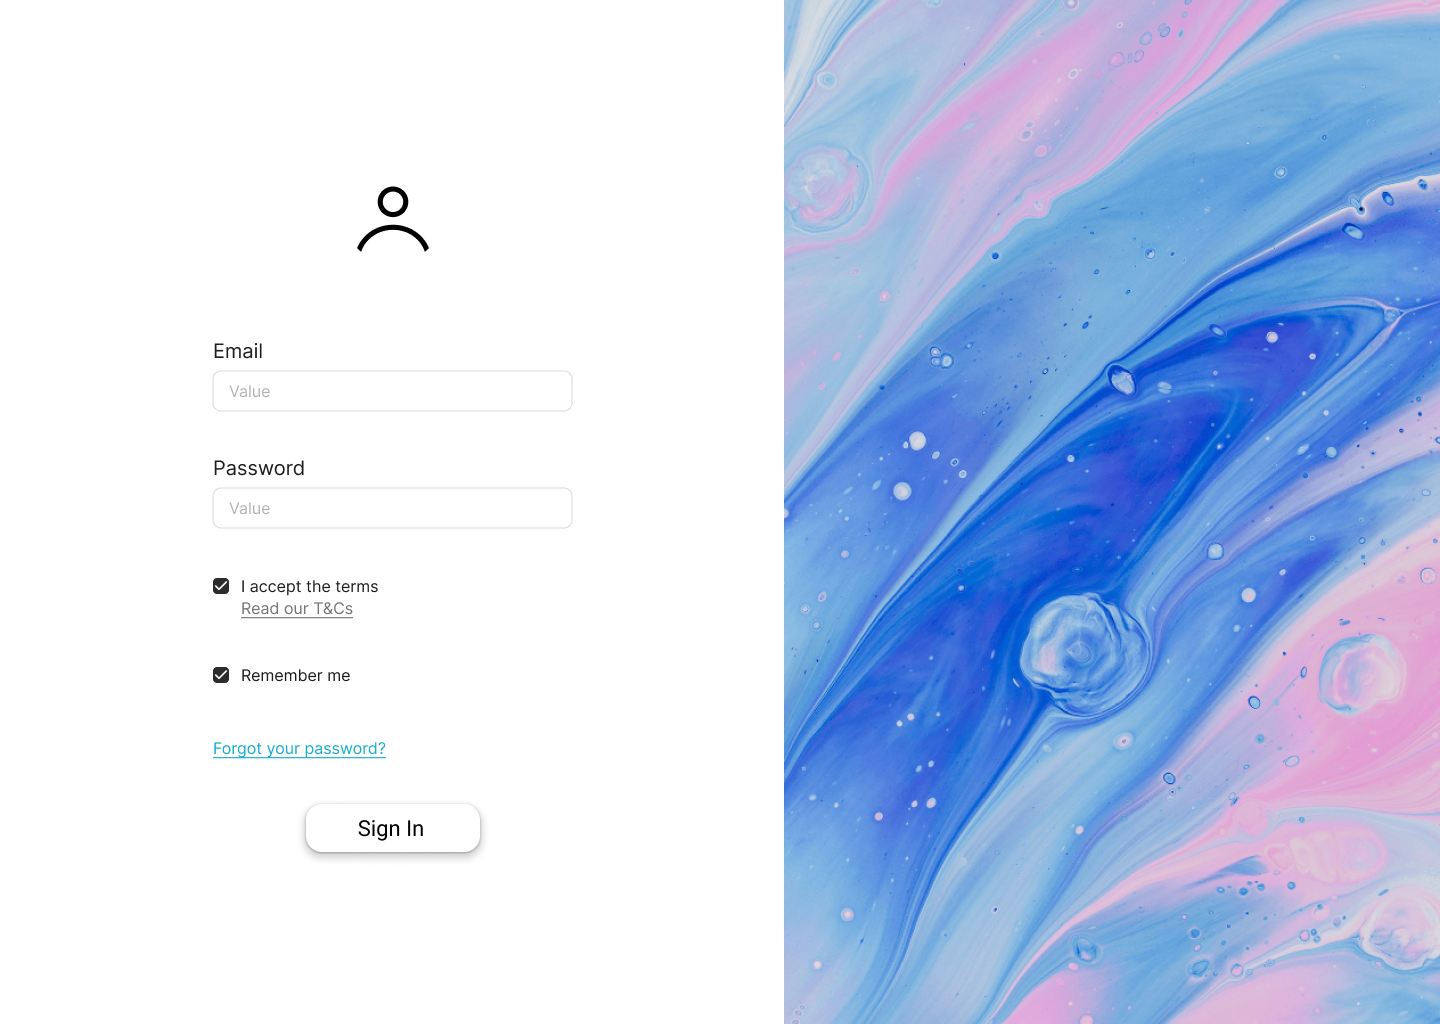 Email
Value
Password
Value
I accept the terms
Read our T&Cs
Remember me
Forgot your password?
Sign In